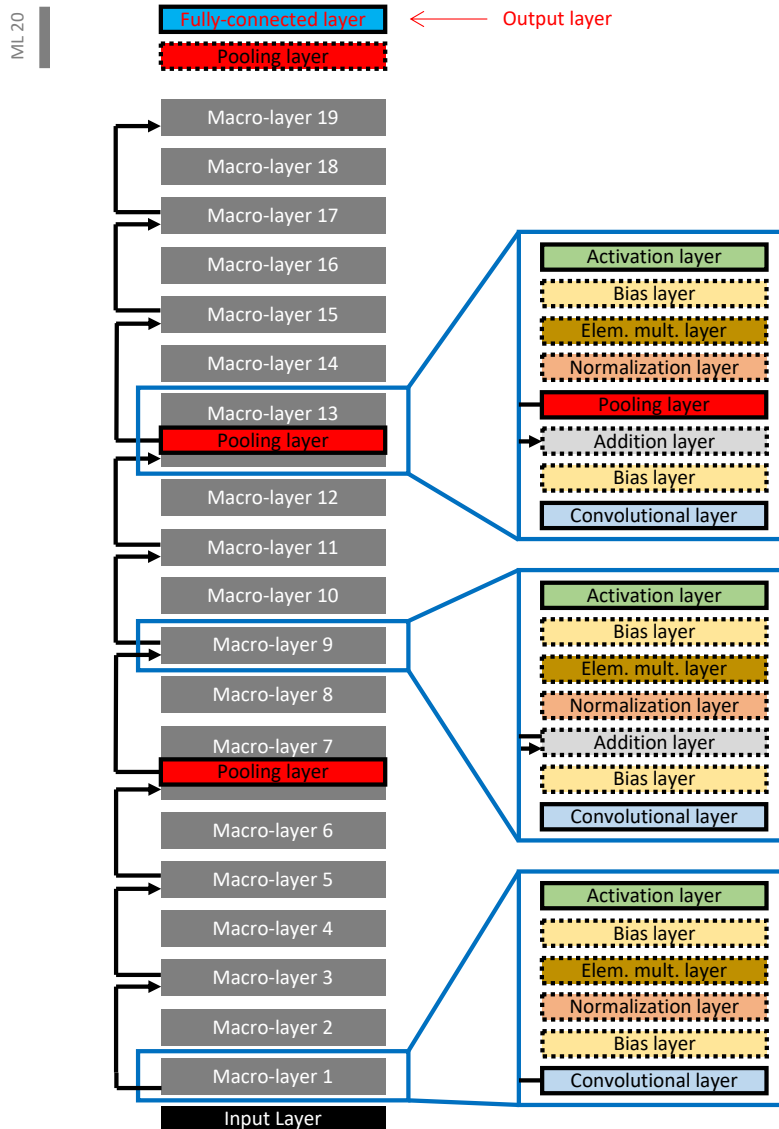 ML 20
Fully-connected layer
Output layer
Pooling layer
Macro-layer 19
Macro-layer 18
Macro-layer 17
Macro-layer 16
Macro-layer 15
Macro-layer 14
Macro-layer 13
Pooling layer
Macro-layer 12
Macro-layer 11
Macro-layer 10
Macro-layer 9
Macro-layer 8
Macro-layer 7
Pooling layer
Macro-layer 6
Macro-layer 5
Macro-layer 4
Macro-layer 3
Macro-layer 2
Macro-layer 1
Input Layer
Activation layer
Bias layer
Elem. mult. layer
Normalization layer
Pooling layer
Addition layer
Bias layer
Convolutional layer
Activation layer
Bias layer
Elem. mult. layer
Normalization layer
Addition layer
Bias layer
Convolutional layer
Activation layer
Bias layer
Elem. mult. layer
Normalization layer
Bias layer
Convolutional layer